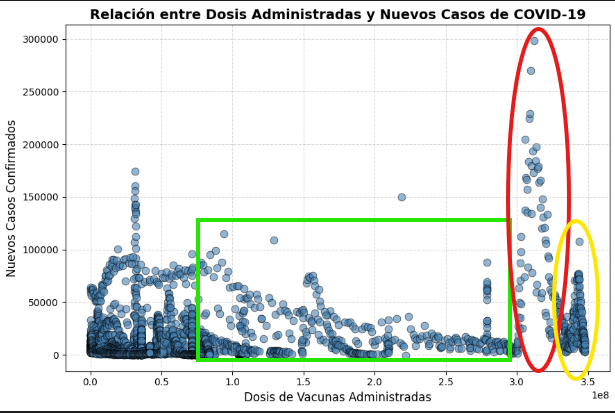 Relación entre Dosis Administradas y Nuevos Casos de COVID-19
Nuevos Casos Confirmados
300000
250000
200000
150000
100000
50000
0
0.0 0.5 1.0 1.5 2.0 2.5 3.0 3.5
1e8
Dosis de Vacunas Administradas